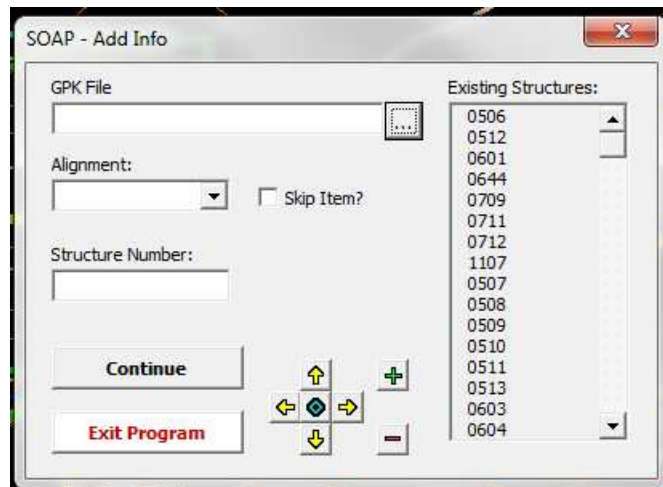 SOAP - Add Info
GPK File
...
Alignment:
Skip Item?
Structure Number:
Continue
Exit Program
Existing Structures:
0506
0512
0601
0644
0709
0711
0712
1107
0507
0508
0509
0510
0511
0513
0603
0604